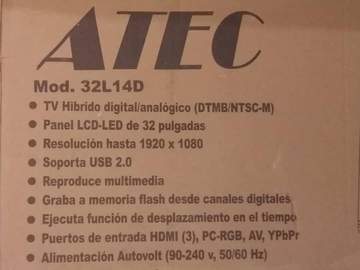 ATEC
Mod. 32L14D
● TV Hibrido digital/analógico (DTMB/NTSC-M)
● Panel LCD-LED de 32 pulgadas
● Resolución hasta 1920 x 1080
● Soporta USB 2.0
● Reproduce multimedia
● Graba a memoria flash desde canales digitales
● Ejecuta función de desplazamiento en el tiempo
● Puertos de entrada HDMI (3), PC-RGB, AV, YPbPr
● Alimentación Autovolt (90-240 v, 50/60 Hz)